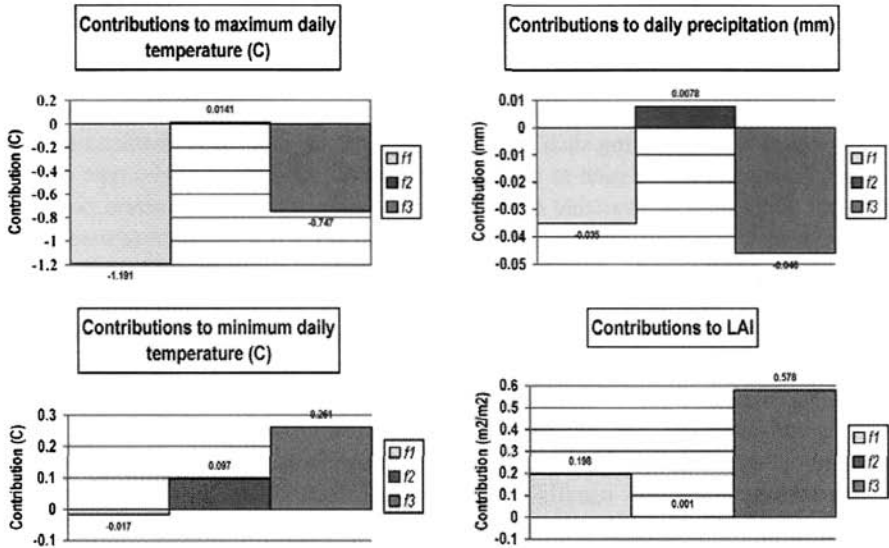 Contributions to maximum daily
temperature (C)
Contribution (C)
0.2
0
-0.2
-0.4
-0.6
-0.8
-1
-1.2
0.0141
-0.747
-1.191
f1
f2
f3
Contributions to daily precipitation (mm)
Contribution (mm)
0.01
0
-0.01
-0.02
-0.03
-0.04
-0.05
0.0078
-0.035
-0.046
f1
f2
f3
Contributions to minimum daily
temperature (C)
Contribution (C)
0.3
0.2
0.1
0
-0.1
0.261
0.097
-0.017
f1
f2
f3
Contributions to LAI
Contribution (m2/m2)
0.6
0.5
0.4
0.3
0.2
0.1
0
-0.1
0.578
0.198
0.001
f1
f2
f3